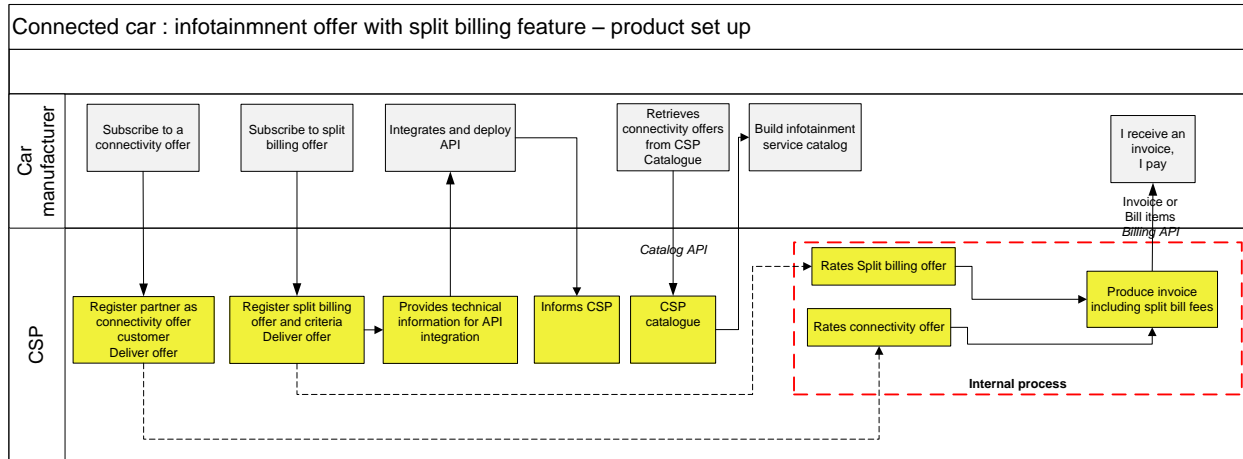 Connected car : infotainmnent offer with split billing feature – product set up
Car
manufacturer
Subscribe to a
connectivity offer
Subscribe to split
billing offer
Integrates and deploy
API
Retrieves
connectivity offers
from CSP
Catalogue
Build infotainment
service catalog
I receive an
invoice,
I pay
Invoice or
Bill items
Billing API
Catalog API
CSP
Register partner as
connectivity offer
customer
Deliver offer
Register split billing
offer and criteria
Deliver offer
Provides technical
information for API
integration
Informs CSP
CSP
catalogue
Rates Split billing offer
Rates connectivity offer
Produce invoice
including split bill fees
Internal process